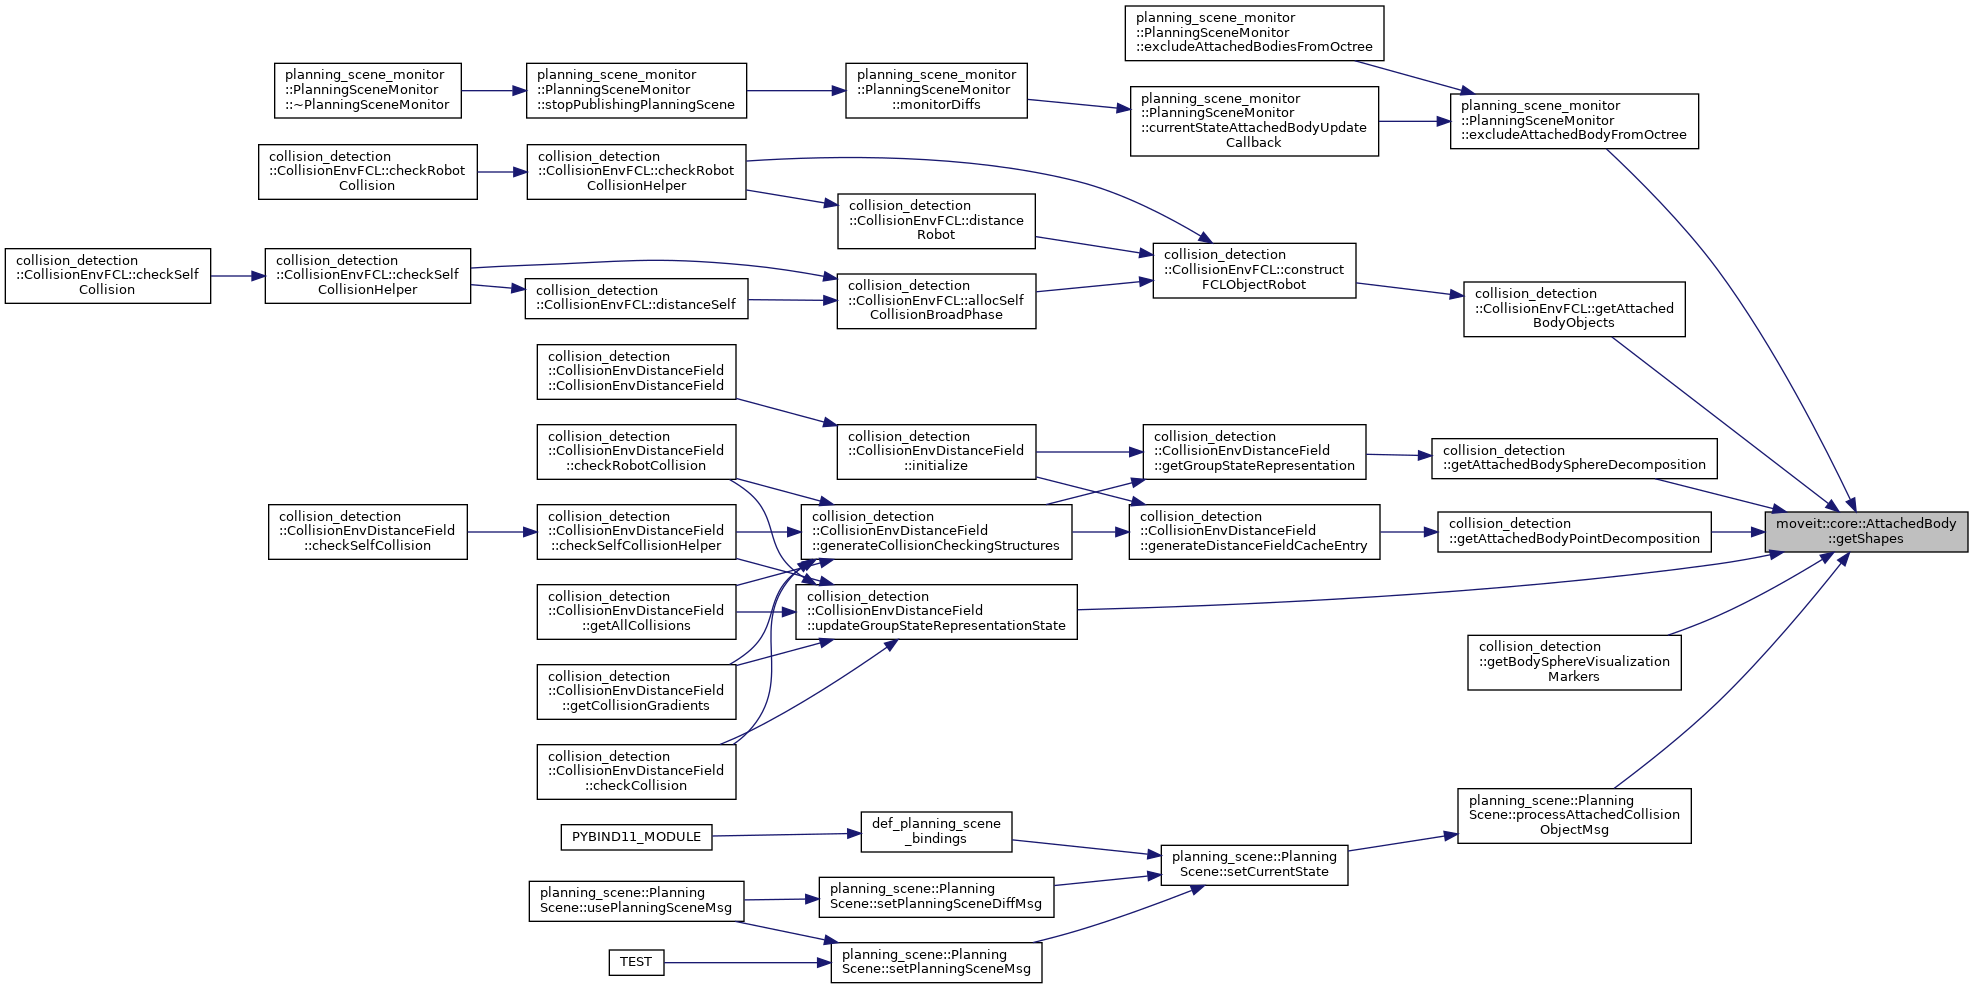 planning_scene_monitor
::PlanningSceneMonitor
::excludeAttachedBodiesFromOctree
planning_scene_monitor
::PlanningSceneMonitor
::~PlanningSceneMonitor
planning_scene_monitor
::PlanningSceneMonitor
::stopPublishingPlanningScene
planning_scene_monitor
::PlanningSceneMonitor
::monitorDiffs
planning_scene_monitor
::PlanningSceneMonitor
::currentStateAttachedBodyUpdate
Callback
planning_scene_monitor
::PlanningSceneMonitor
::excludeAttachedBodyFromOctree
collision_detection
::CollisionEnvFCL::checkRobot
Collision
collision_detection
::CollisionEnvFCL::checkRobot
CollisionHelper
collision_detection
::CollisionEnvFCL::distance
Robot
collision_detection
::CollisionEnvFCL::checkSelf
Collision
collision_detection
::CollisionEnvFCL::checkSelf
CollisionHelper
collision_detection
::CollisionEnvFCL::distanceSelf
collision_detection
::CollisionEnvFCL::allocSelf
CollisionBroadPhase
collision_detection
::CollisionEnvFCL::construct
FCLObjectRobot
collision_detection
::CollisionEnvFCL::getAttached
BodyObjects
collision_detection
::CollisionEnvDistanceField
::CollisionEnvDistanceField
collision_detection
::CollisionEnvDistanceField
::checkRobotCollision
collision_detection
::CollisionEnvDistanceField
::initialize
collision_detection
::CollisionEnvDistanceField
::getGroupStateRepresentation
collision_detection
::getAttachedBodySphereDecomposition
collision_detection
::CollisionEnvDistanceField
::checkSelfCollision
collision_detection
::CollisionEnvDistanceField
::checkSelfCollisionHelper
collision_detection
::CollisionEnvDistanceField
::generateCollisionCheckingStructures
collision_detection
::CollisionEnvDistanceField
::generateDistanceFieldCacheEntry
collision_detection
::getAttachedBodyPointDecomposition
moveit::core::AttachedBody
::getShapes
collision_detection
::CollisionEnvDistanceField
::getAllCollisions
collision_detection
::CollisionEnvDistanceField
::updateGroupStateRepresentationState
collision_detection
::CollisionEnvDistanceField
::getCollisionGradients
collision_detection
::getBodySphereVisualization
Markers
collision_detection
::CollisionEnvDistanceField
::checkCollision
planning_scene::Planning
Scene::processAttachedCollision
ObjectMsg
PYBIND11_MODULE
def_planning_scene
_bindings
planning_scene::Planning
Scene::setCurrentState
planning_scene::Planning
Scene::usePlanningSceneMsg
planning_scene::Planning
Scene::setPlanningSceneDiffMsg
TEST
planning_scene::Planning
Scene::setPlanningSceneMsg